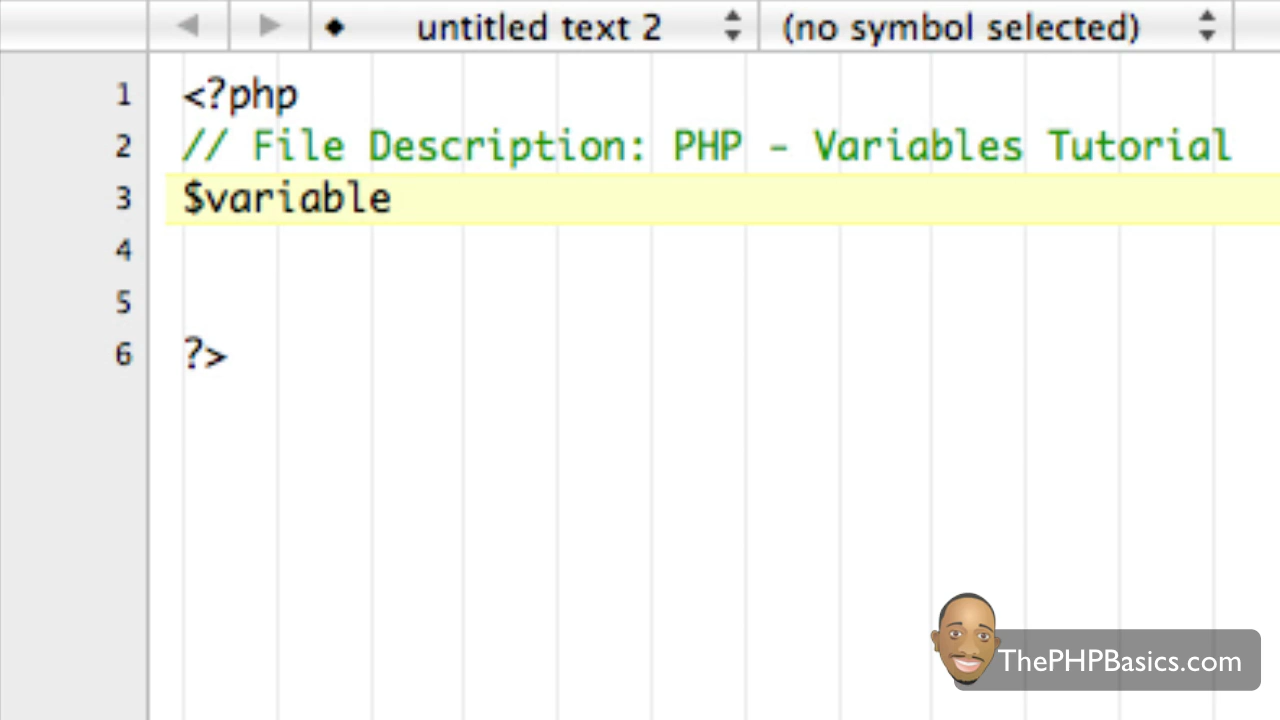 untitled text 2
(no symbol selected)
1 <?php
2 // File Description: PHP - Variables Tutorial
3 $variable
4
5
6 ?>
ThePHPBasics.com